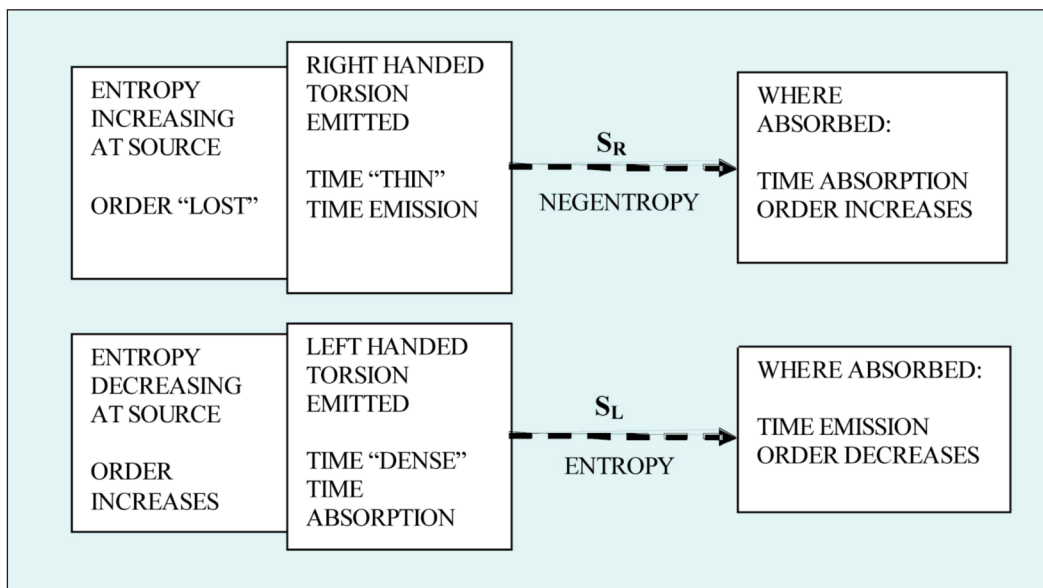 ENTROPY
INCREASING
AT SOURCE
ORDER “LOST”
RIGHT HANDED
TORSION
EMITTED
TIME “THIN”
TIME EMISSION
S_R
NEGENTROPY
WHERE
ABSORBED:
TIME ABSORPTION
ORDER INCREASES
ENTROPY
DECREASING
AT SOURCE
ORDER
INCREASES
LEFT HANDED
TORSION
EMITTED
TIME “DENSE”
TIME
ABSORPTION
S_L
ENTROPY
WHERE ABSORBED:
TIME EMISSION
ORDER DECREASES